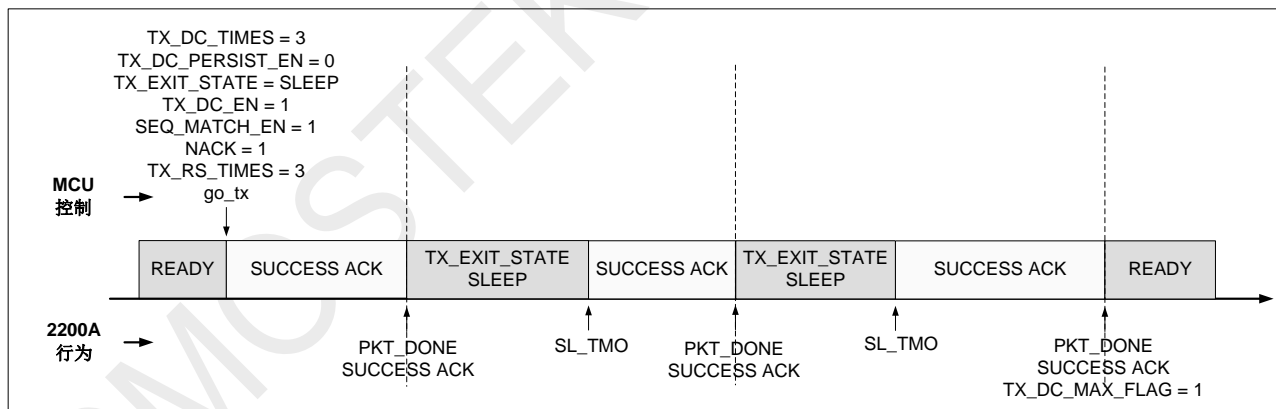 TX_DC_TIMES = 3
TX_DC_PERSIST_EN = 0
TX_EXIT_STATE = SLEEP
TX_DC_EN = 1
SEQ_MATCH_EN = 1
NACK = 1
TX_RS_TIMES = 3
go_tx
MCU
控制
READY
SUCCESS ACK
TX_EXIT_STATE
SLEEP
SUCCESS ACK
TX_EXIT_STATE
SLEEP
SUCCESS ACK
READY
2200A
行为
PKT_DONE
SUCCESS ACK
SL_TMO
PKT_DONE
SUCCESS ACK
SL_TMO
PKT_DONE
SUCCESS ACK
TX_DC_MAX_FLAG = 1